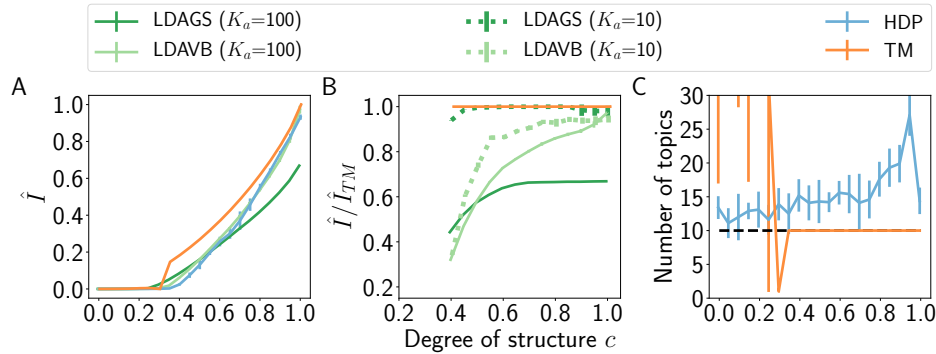 LDAGS (K_a=100) LDAGS (K_a=10) HDP
LDAVB (K_a=100) LDAVB (K_a=10) TM
A B C
1.0
0.8
0.6
0.4
0.2
0.0
Î
0.0 0.2 0.4 0.6 0.8 1.0
1.0
0.8
0.6
0.4
0.2
Î/Î_{TM}
0.2 0.4 0.6 0.8 1.0
Degree of structure c
30
25
20
15
10
5
0
Number of topics
0.0 0.2 0.4 0.6 0.8 1.0